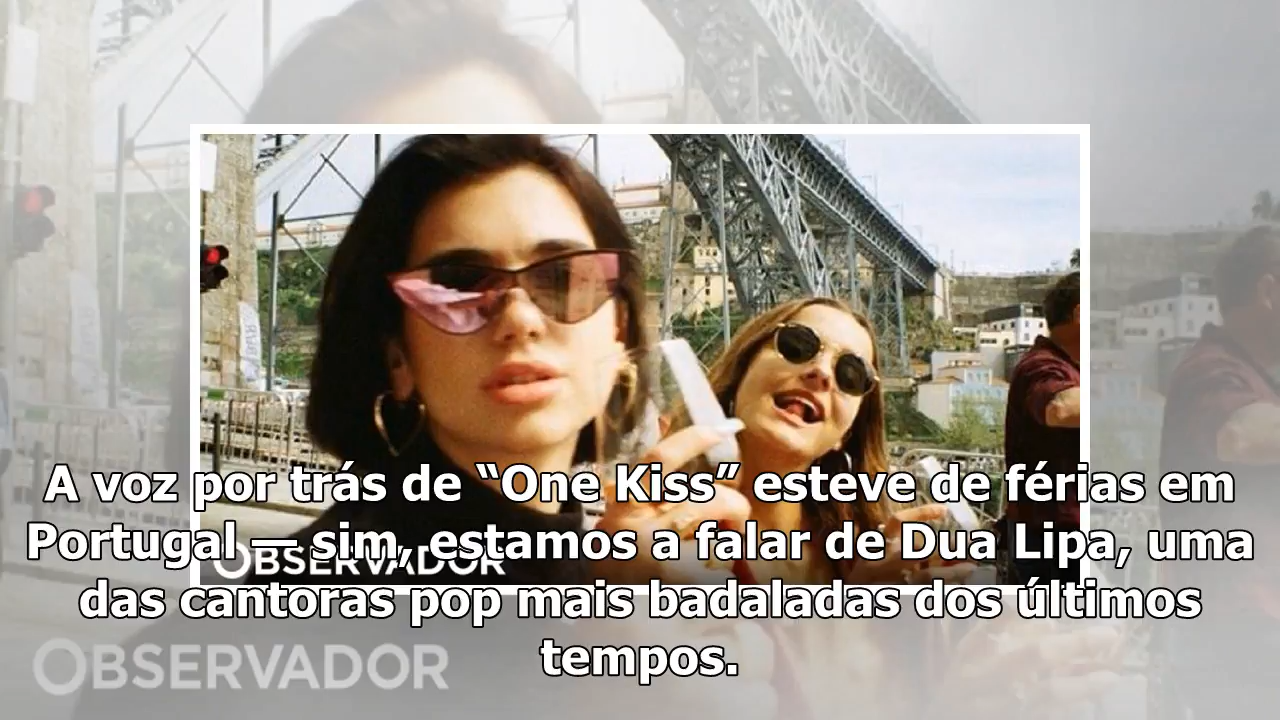 A voz por trás de “One Kiss” esteve de férias em
Portugal — sim, estamos a falar de Dua Lipa, uma
das cantoras pop mais badaladas dos últimos
tempos.
OBSERVADOR
OBSERVADOR